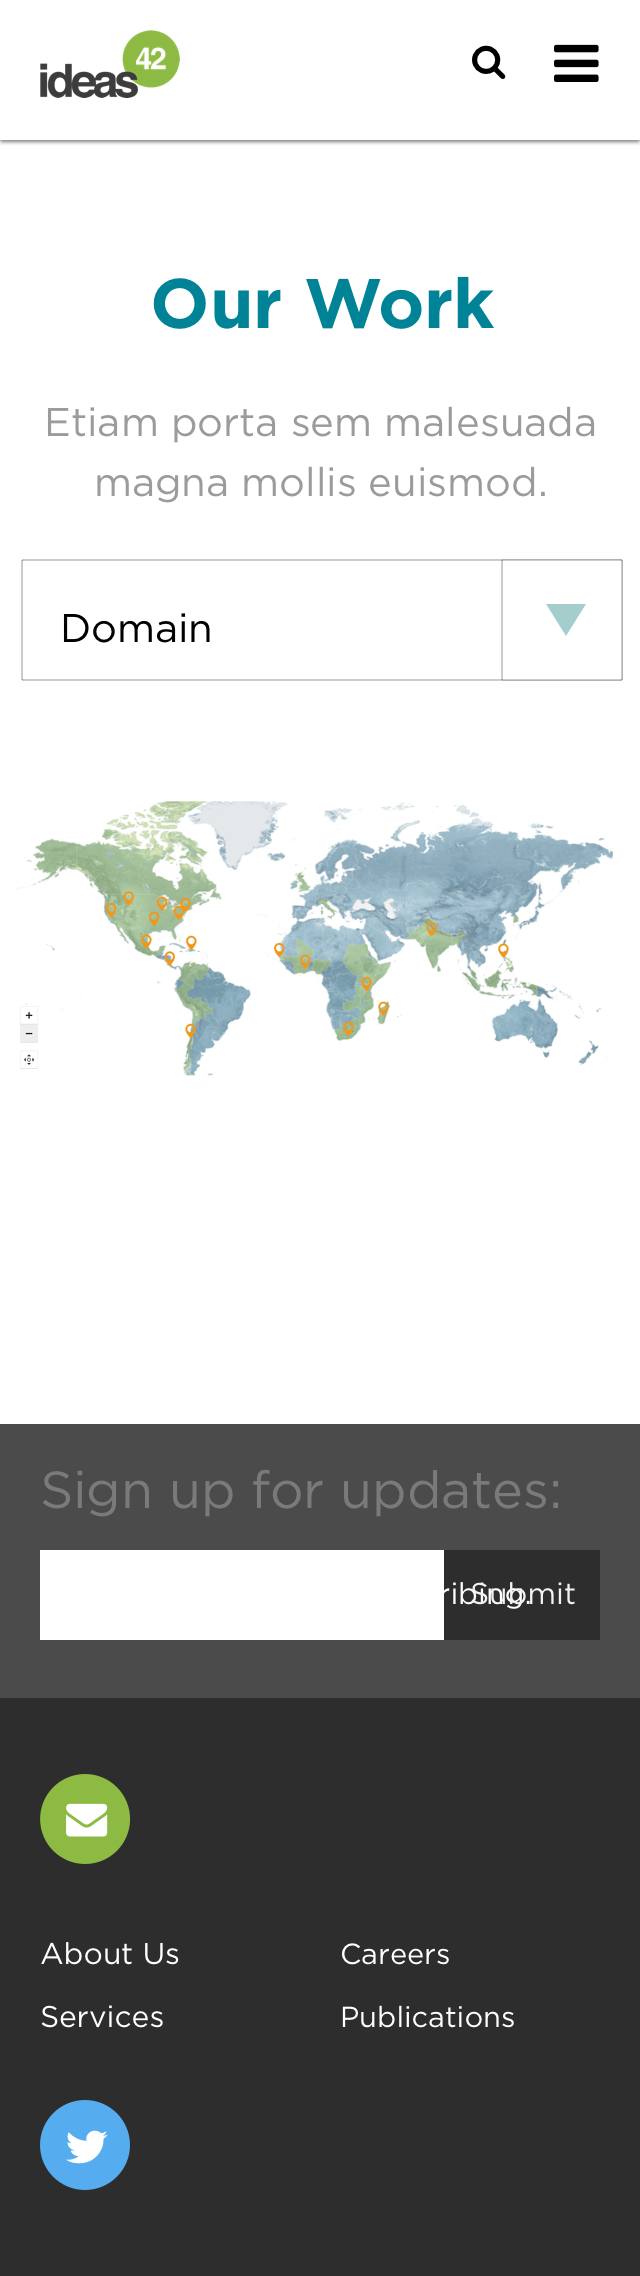 ideas
42
Our Work
Etiam porta sem malesuada
magna mollis euismod.
Domain
+
−
Sign up for updates:
Submit
About Us
Careers
Services
Publications